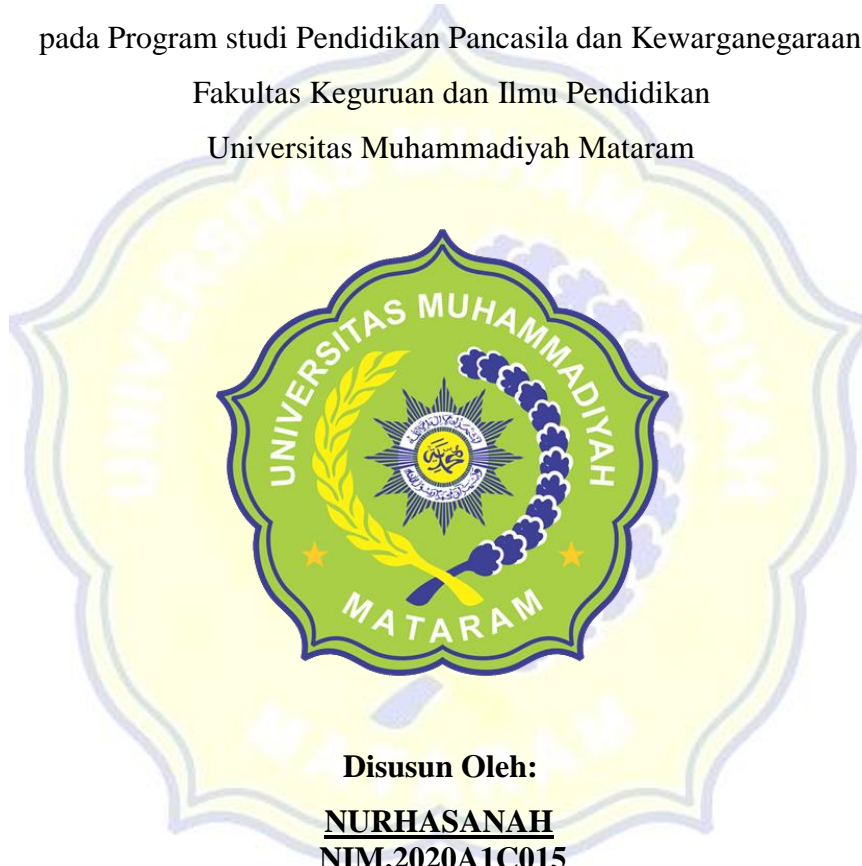 pada Program studi Pendidikan Pancasila dan Kewarganegaraan
Fakultas Keguruan dan Ilmu Pendidikan
Universitas Muhammadiyah Mataram
UNIVERSITAS MUHAMMADIYAH
MATARAM
Disusun Oleh:
NURHASANAH
NIM.2020A1C015